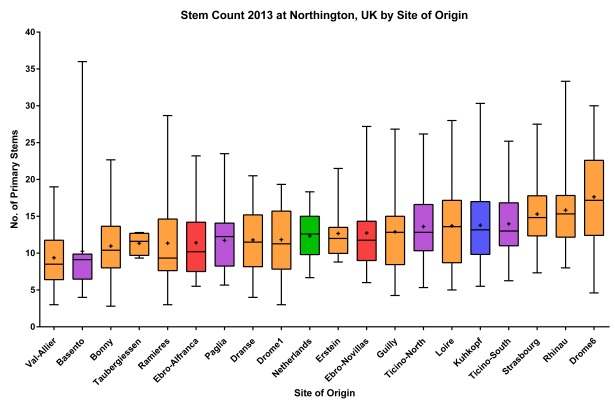 Stem Count 2013 at Northington, UK by Site of Origin
No. of Primary Stems
40
35
30
25
20
15
10
5
0
Val-Allier
Basento
Bonny
Taubergiessen
Ramieres
Ebro-Alfranca
Paglia
Dranse
Drome1
Netherlands
Erstein
Ebro-Novillas
Guilly
Ticino-North
Loire
Kuhkopf
Ticino-South
Strasbourg
Rhinau
Drome6
Site of Origin